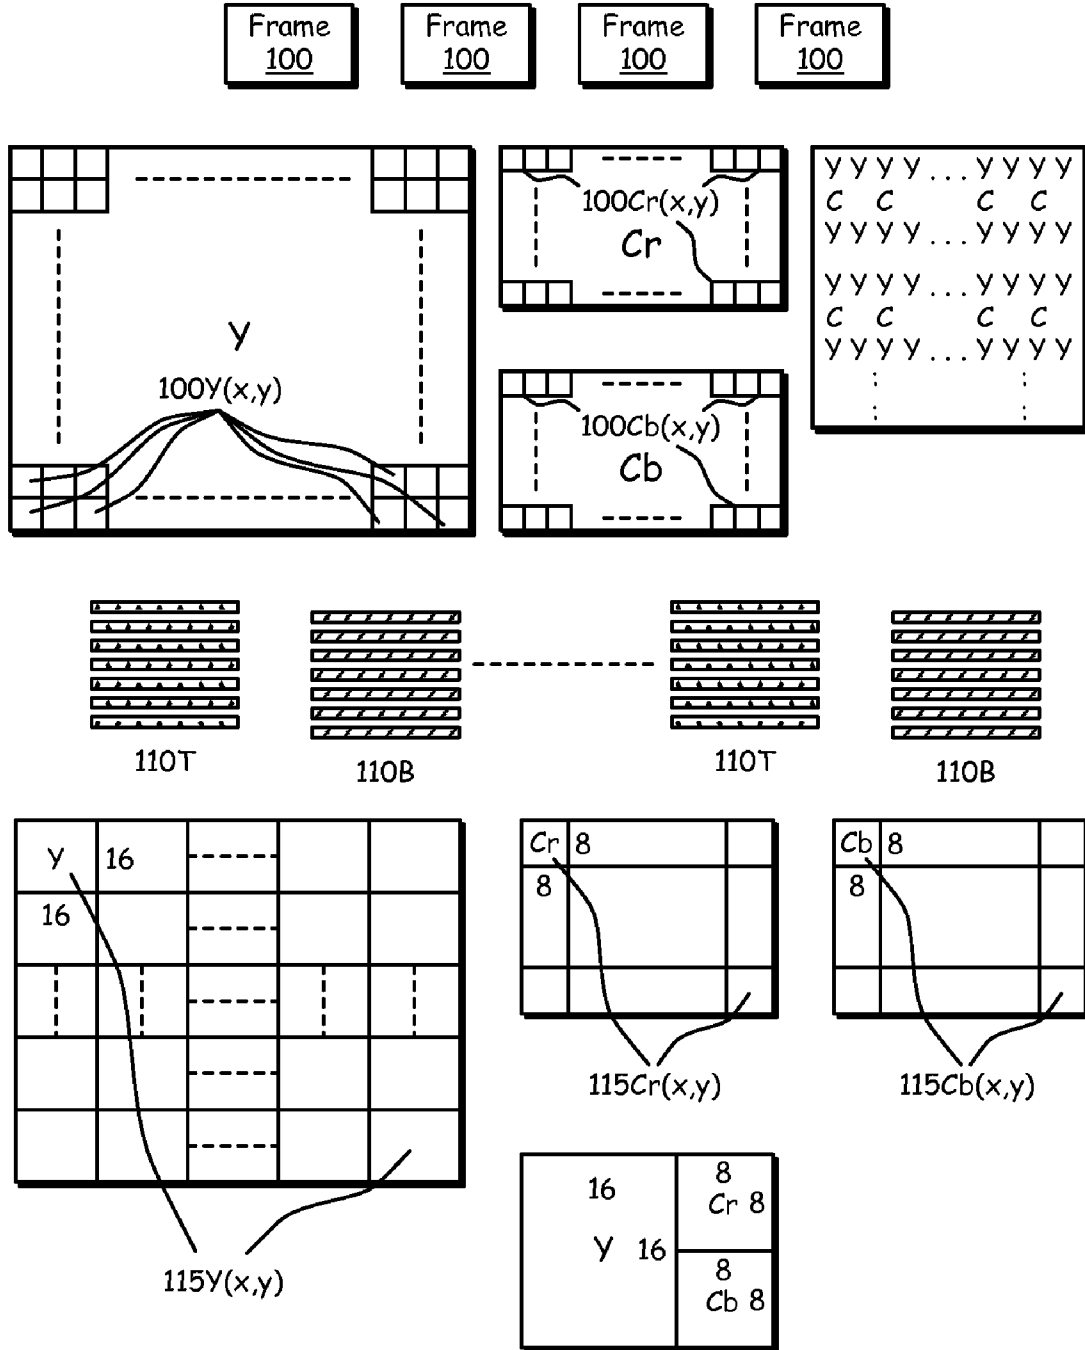 Frame Frame Frame Frame
100 100 100 100
Y
100Y(x,y)
100Cr(x,y)
Cr
100Cb(x,y)
Cb
Y Y Y Y ... Y Y Y Y
C C C C
Y Y Y Y ... Y Y Y Y
Y Y Y Y ... Y Y Y Y
C C C C
Y Y Y Y ... Y Y Y Y
110T 110B 110T 110B
Y 16
16
115Y(x,y)
Cr 8
8
115Cr(x,y)
Cb 8
8
115Cb(x,y)
16
Y 16
8
Cr 8
8
Cb 8